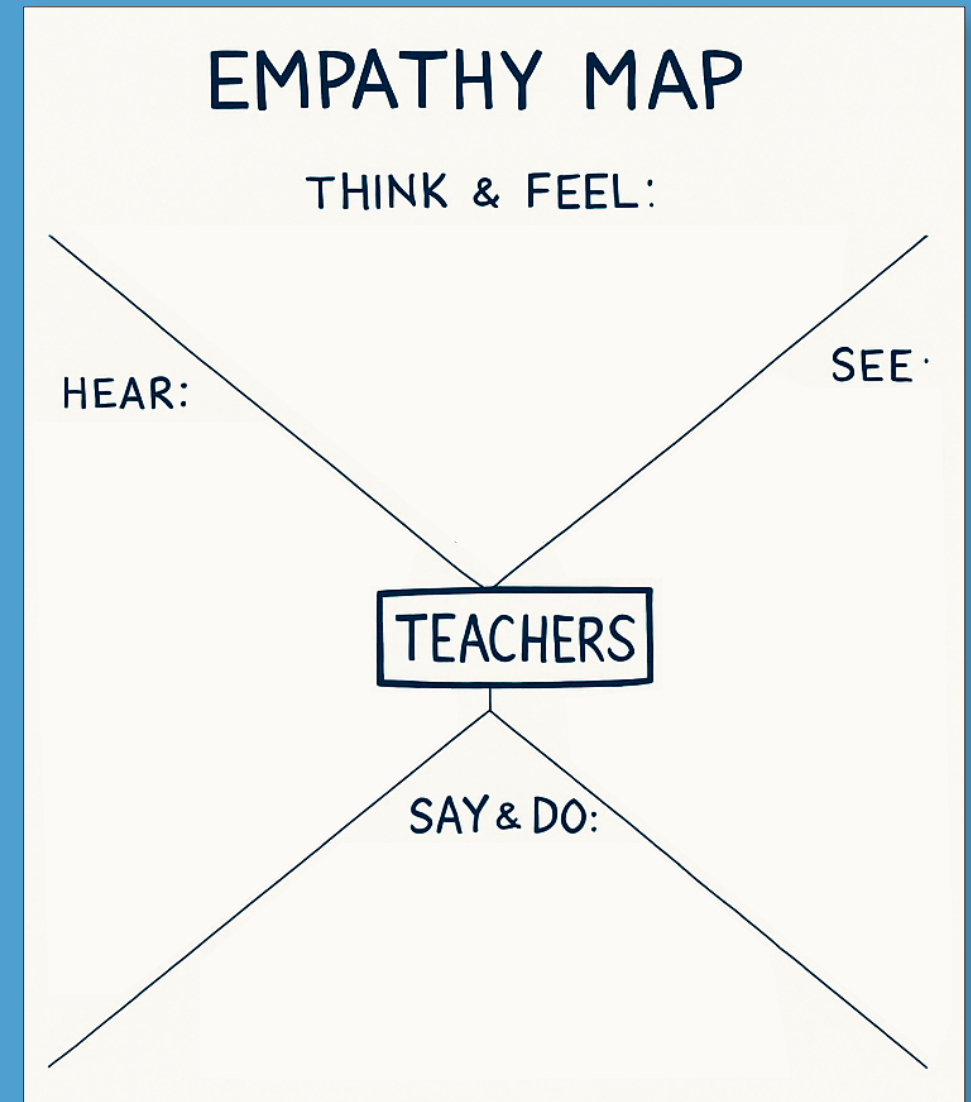 EMPATHY MAP
THINK & FEEL:
HEAR:
SEE·
TEACHERS
SAY & DO: